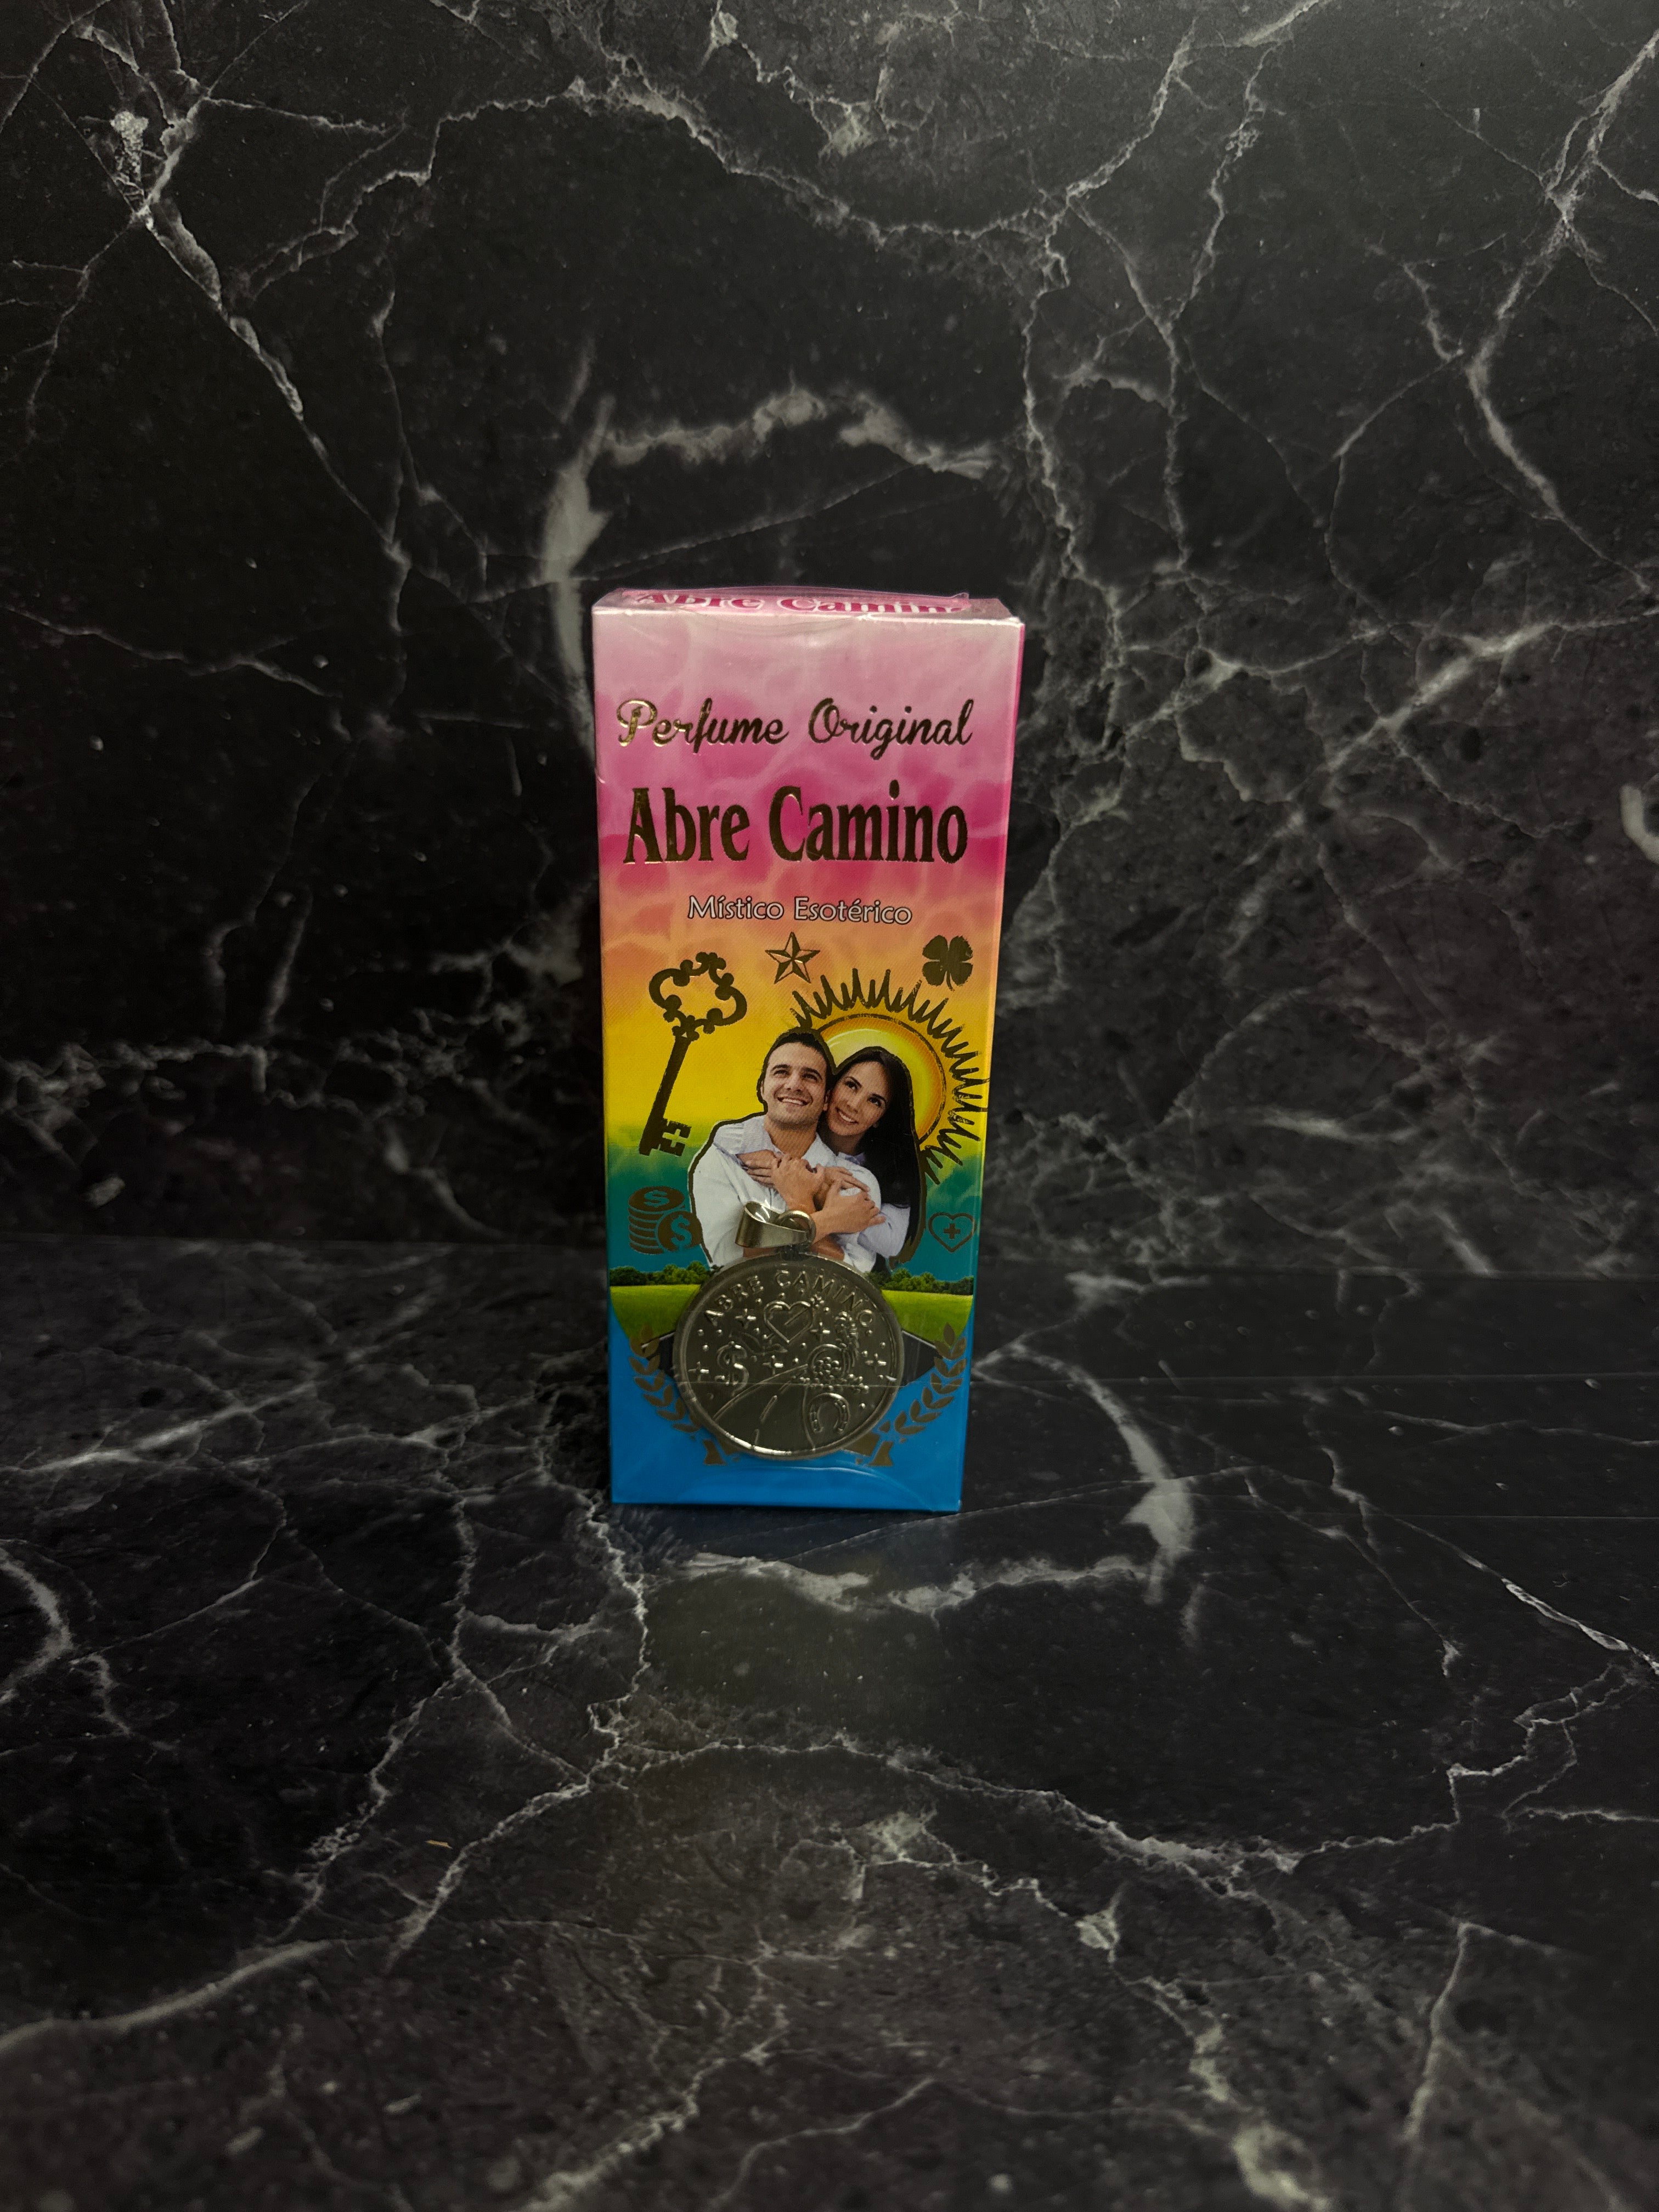 Abre Camino
Perfume Original
Abre Camino
Místico Esotérico
$
$
ABRE CAMINO
$